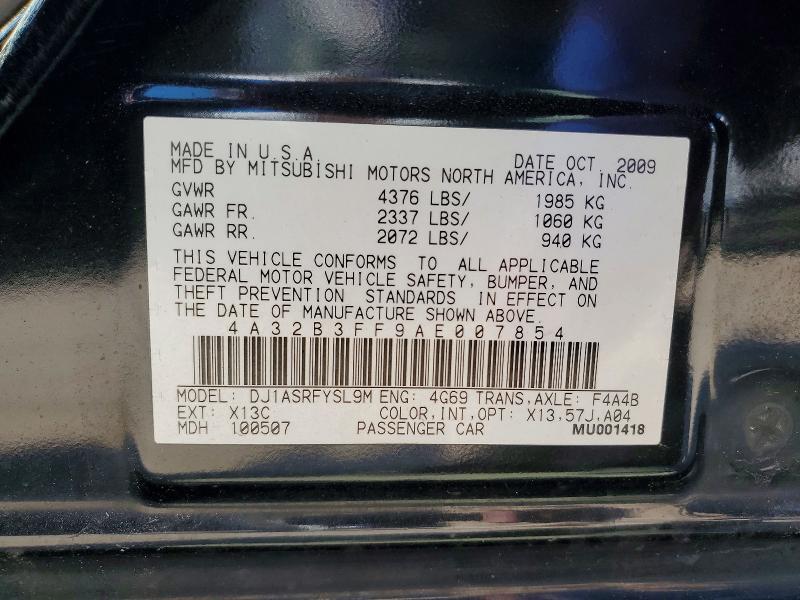 MADE IN U.S.A DATE OCT. 2009
MFD BY MITSUBISHI MOTORS NORTH AMERICA, INC.
GVWR 4376 LBS/ 1985 KG
GAWR FR. 2337 LBS/ 1060 KG
GAWR RR. 2072 LBS/ 940 KG
THIS VEHICLE CONFORMS TO ALL APPLICABLE
FEDERAL MOTOR VEHICLE SAFETY, BUMPER, AND
THEFT PREVENTION STANDARDS IN EFFECT ON
THE DATE OF MANUFACTURE SHOWN ABOVE.
4A32B3FF9AE007854
MODEL: DJ1ASRFYSL9M ENG: 4G69 TRANS,AXLE: F4A4B
EXT: X13C COLOR,INT,OPT: X13,57J,A04
MDH 100507 PASSENGER CAR MU001418